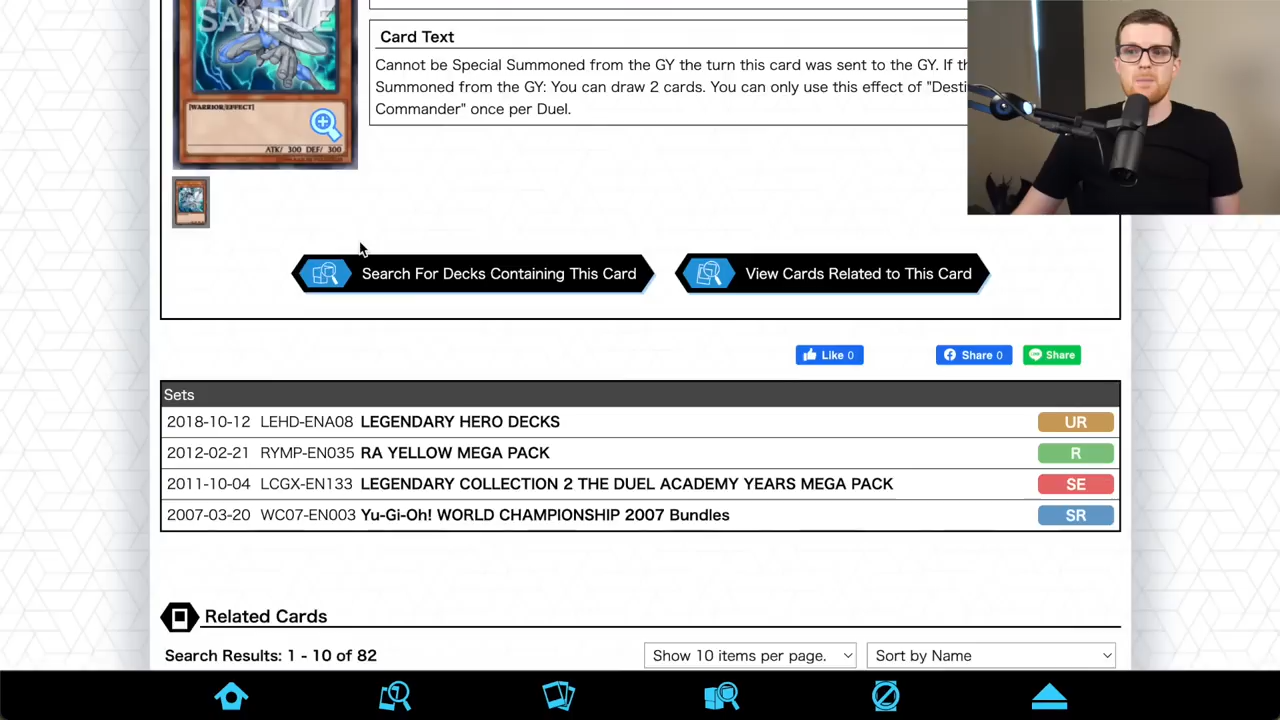 SAMPLE
[WARRIOR/EFFECT]
ATK/ 300 DEF/ 300
Card Text
Cannot be Special Summoned from the GY the turn this card was sent to the GY. If th
Summoned from the GY: You can draw 2 cards. You can only use this effect of "Desti
Commander" once per Duel.
Search For Decks Containing This Card
View Cards Related to This Card
Like 0
Share 0
Share
Sets
2018-10-12 LEHD-ENA08 LEGENDARY HERO DECKS UR
2012-02-21 RYMP-EN035 RA YELLOW MEGA PACK R
2011-10-04 LCGX-EN133 LEGENDARY COLLECTION 2 THE DUEL ACADEMY YEARS MEGA PACK SE
2007-03-20 WC07-EN003 Yu-Gi-Oh! WORLD CHAMPIONSHIP 2007 Bundles SR
Related Cards
Search Results: 1 - 10 of 82
Show 10 items per page.
Sort by Name